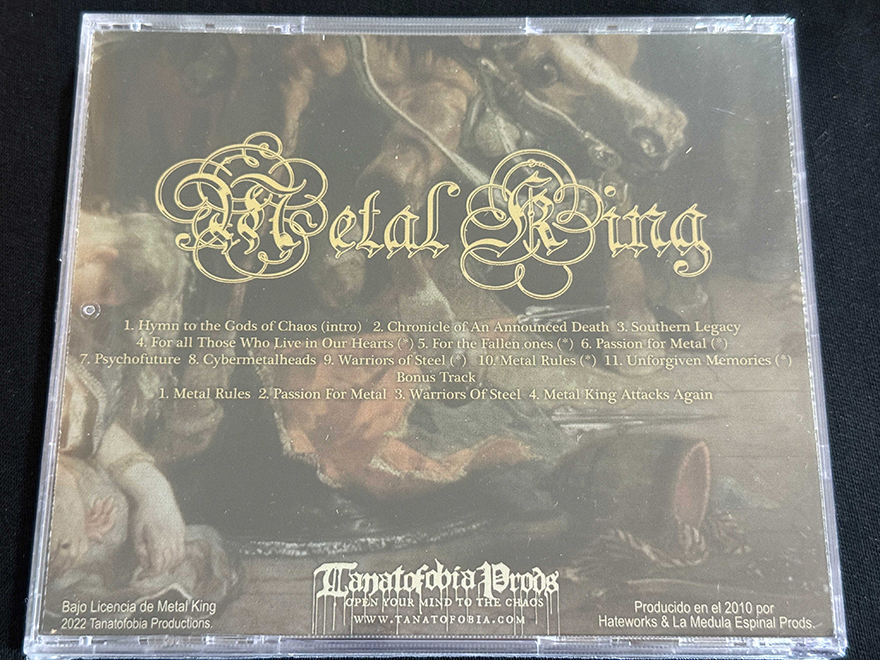 Metal King
1. Hymn to the Gods of Chaos (intro) 2. Chronicle of An Announced Death 3. Southern Legacy
4. For all Those Who Live in Our Hearts (*) 5. For the Fallen ones (*) 6. Passion for Metal (*)
7. Psychofuture 8. Cybermetalheads 9. Warriors of Steel (*) 10. Metal Rules (*) 11. Unforgiven Memories (*)
Bonus Track
1. Metal Rules 2. Passion For Metal 3. Warriors Of Steel 4. Metal King Attacks Again
Tanatofobia Prods
OPEN YOUR MIND TO THE CHAOS
WWW.TANATOFOBIA.COM
Bajo Licencia de Metal King
2022 Tanatofobia Productions.
Producido en el 2010 por
Hateworks & La Medula Espinal Prods.